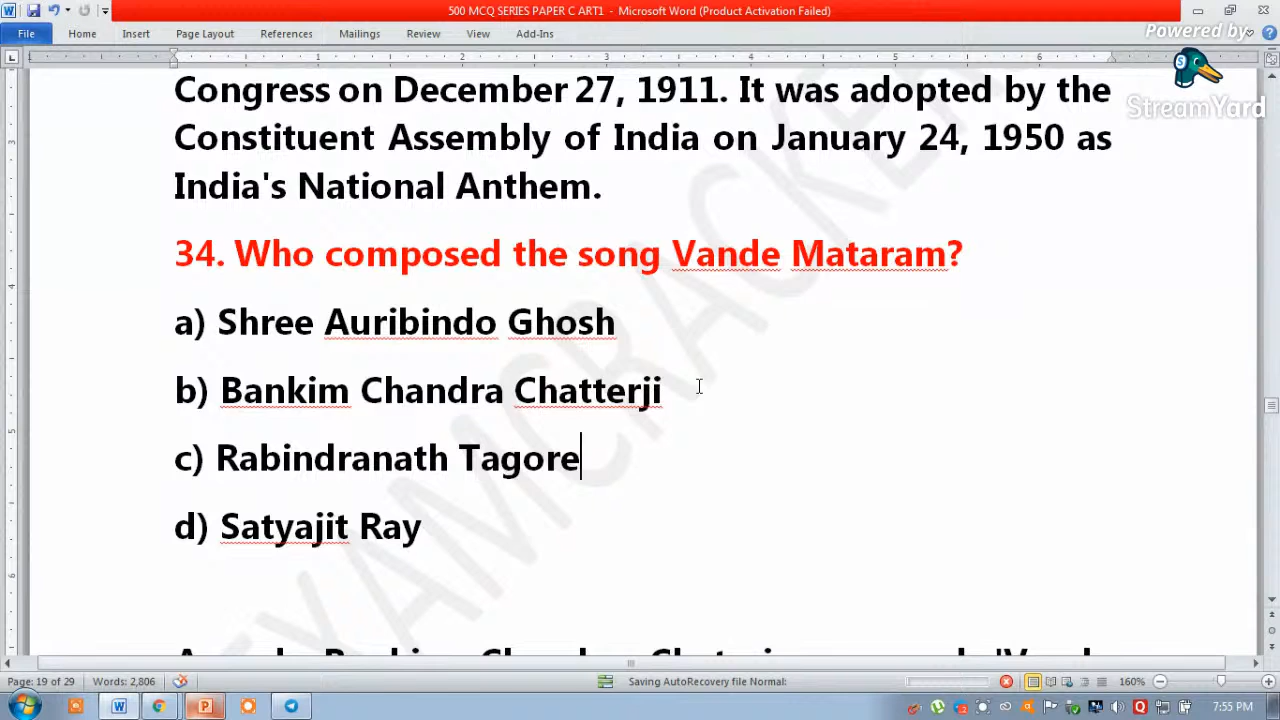 500 MCQ SERIES PAPER C ART1 - Microsoft Word (Product Activation Failed)
File Home Insert Page Layout References Mailings Review View Add-Ins
Powered by
StreamYard
Congress on December 27, 1911. It was adopted by the
Constituent Assembly of India on January 24, 1950 as
India's National Anthem.
34. Who composed the song Vande Mataram?
a) Shree Auribindo Ghosh
b) Bankim Chandra Chatterji
c) Rabindranath Tagore
d) Satyajit Ray
EXAMCRACKER
Page: 19 of 29 Words: 2,806 Saving AutoRecovery file Normal: 160%
7:55 PM